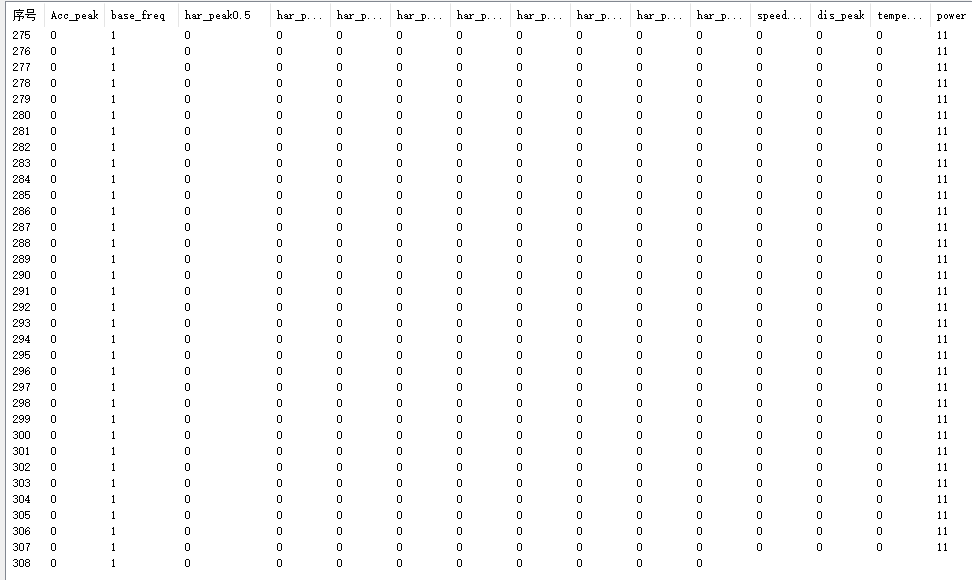 序号 Acc_peak base_freq har_peak0.5 har_p... har_p... har_p... har_p... har_p... har_p... har_p... har_p... speed... dis_peak tempe... power
275 0 1 0 0 0 0 0 0 0 0 0 0 0 0 11
276 0 1 0 0 0 0 0 0 0 0 0 0 0 0 11
277 0 1 0 0 0 0 0 0 0 0 0 0 0 0 11
278 0 1 0 0 0 0 0 0 0 0 0 0 0 0 11
279 0 1 0 0 0 0 0 0 0 0 0 0 0 0 11
280 0 1 0 0 0 0 0 0 0 0 0 0 0 0 11
281 0 1 0 0 0 0 0 0 0 0 0 0 0 0 11
282 0 1 0 0 0 0 0 0 0 0 0 0 0 0 11
283 0 1 0 0 0 0 0 0 0 0 0 0 0 0 11
284 0 1 0 0 0 0 0 0 0 0 0 0 0 0 11
285 0 1 0 0 0 0 0 0 0 0 0 0 0 0 11
286 0 1 0 0 0 0 0 0 0 0 0 0 0 0 11
287 0 1 0 0 0 0 0 0 0 0 0 0 0 0 11
288 0 1 0 0 0 0 0 0 0 0 0 0 0 0 11
289 0 1 0 0 0 0 0 0 0 0 0 0 0 0 11
290 0 1 0 0 0 0 0 0 0 0 0 0 0 0 11
291 0 1 0 0 0 0 0 0 0 0 0 0 0 0 11
292 0 1 0 0 0 0 0 0 0 0 0 0 0 0 11
293 0 1 0 0 0 0 0 0 0 0 0 0 0 0 11
294 0 1 0 0 0 0 0 0 0 0 0 0 0 0 11
295 0 1 0 0 0 0 0 0 0 0 0 0 0 0 11
296 0 1 0 0 0 0 0 0 0 0 0 0 0 0 11
297 0 1 0 0 0 0 0 0 0 0 0 0 0 0 11
298 0 1 0 0 0 0 0 0 0 0 0 0 0 0 11
299 0 1 0 0 0 0 0 0 0 0 0 0 0 0 11
300 0 1 0 0 0 0 0 0 0 0 0 0 0 0 11
301 0 1 0 0 0 0 0 0 0 0 0 0 0 0 11
302 0 1 0 0 0 0 0 0 0 0 0 0 0 0 11
303 0 1 0 0 0 0 0 0 0 0 0 0 0 0 11
304 0 1 0 0 0 0 0 0 0 0 0 0 0 0 11
305 0 1 0 0 0 0 0 0 0 0 0 0 0 0 11
306 0 1 0 0 0 0 0 0 0 0 0 0 0 0 11
307 0 1 0 0 0 0 0 0 0 0 0 0 0 0 11
308 0 1 0 0 0 0 0 0 0 0 0